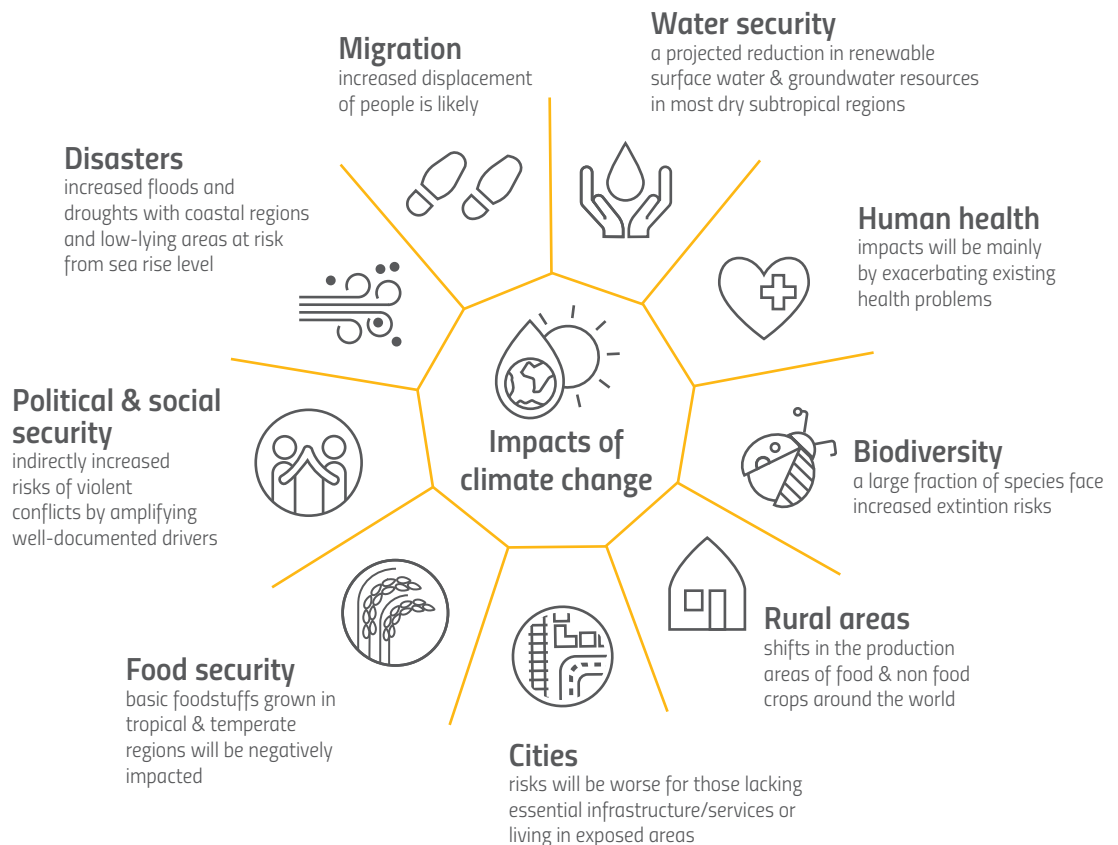 Migration
increased displacement
of people is likely
Water security
a projected reduction in renewable
surface water & groundwater resources
in most dry subtropical regions
Disasters
increased floods and
droughts with coastal regions
and low-lying areas at risk
from sea rise level
Human health
impacts will be mainly
by exacerbating existing
health problems
Impacts of
climate change
Political & social
security
indirectly increased
risks of violent
conflicts by amplifying
well-documented drivers
Biodiversity
a large fraction of species face
increased extintion risks
Rural areas
shifts in the production
areas of food & non food
crops around the world
Food security
basic foodstuffs grown in
tropical & temperate
regions will be negatively
impacted
Cities
risks will be worse for those lacking
essential infrastructure/services or
living in exposed areas